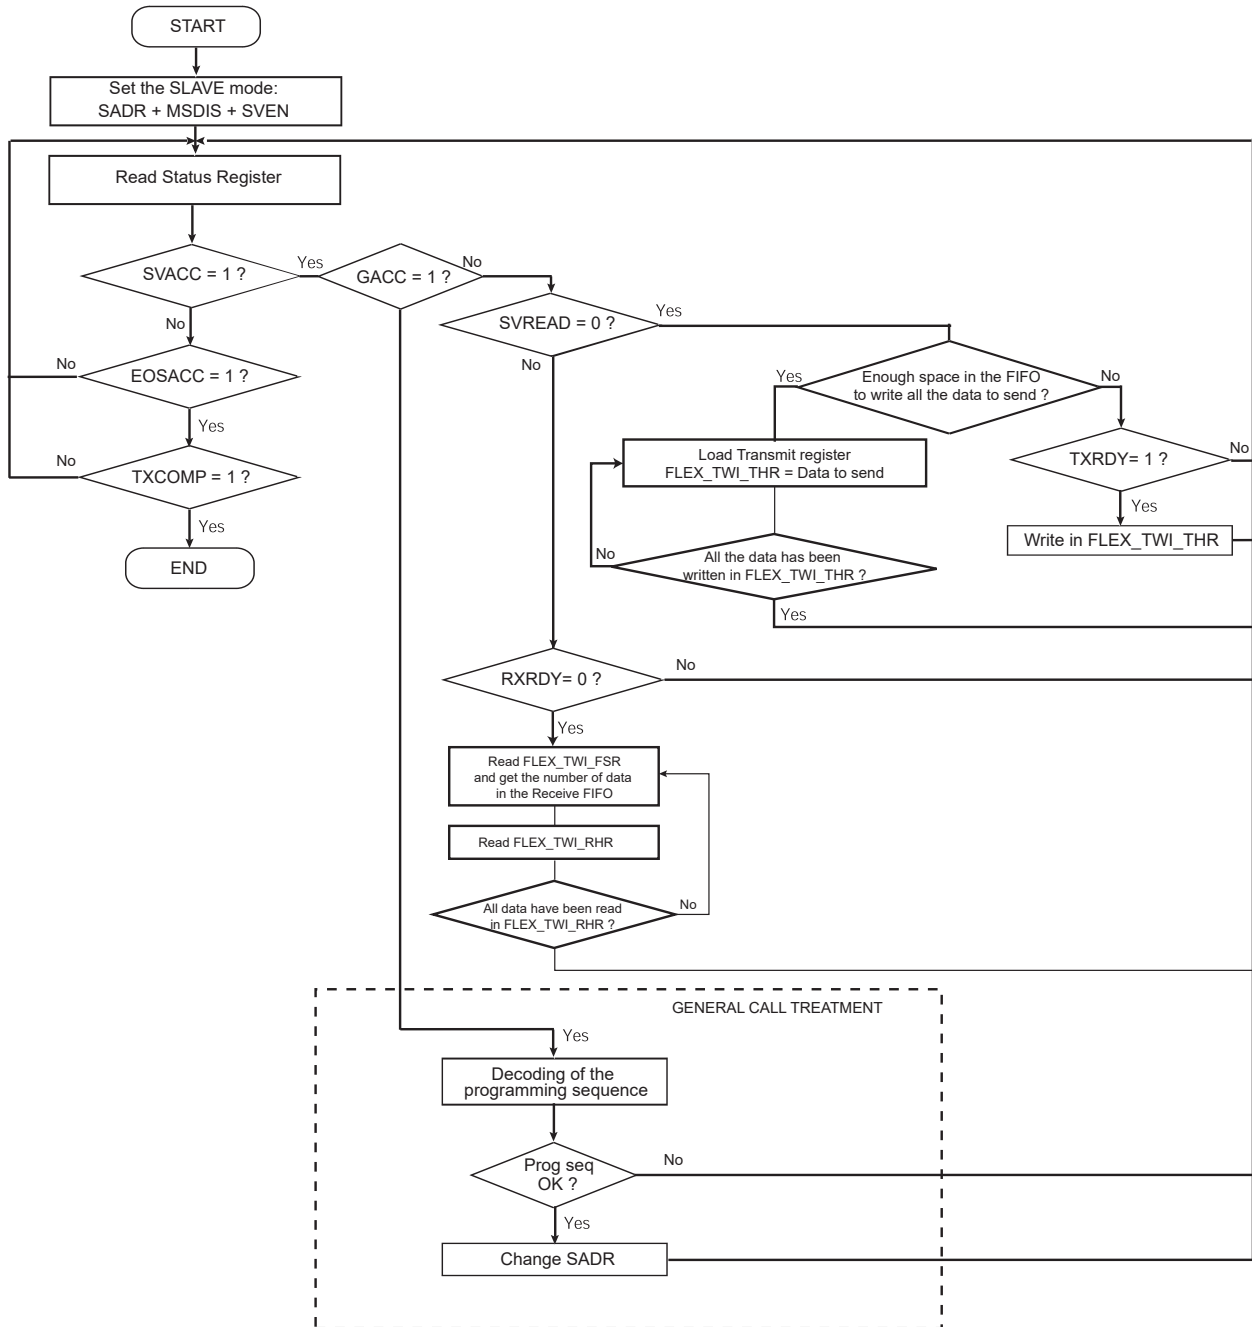 START
Set the SLAVE mode:
SADR + MSDIS + SVEN
Read Status Register
SVACC = 1 ?
Yes
GACC = 1 ?
No
SVREAD = 0 ?
Yes
No
No
EOSACC = 1 ?
No
Yes
Enough space in the FIFO
to write all the data to send ?
Yes
No
Load Transmit register
FLEX_TWI_THR = Data to send
TXRDY= 1 ?
No
Yes
No
TXCOMP = 1 ?
Yes
END
Write in FLEX_TWI_THR
All the data has been
written in FLEX_TWI_THR ?
No
Yes
RXRDY= 0 ?
No
Yes
Read FLEX_TWI_FSR
and get the number of data
in the Receive FIFO
Read FLEX_TWI_RHR
All data have been read
in FLEX_TWI_RHR ?
No
GENERAL CALL TREATMENT
Yes
Decoding of the
programming sequence
Prog seq
OK ?
No
Yes
Change SADR